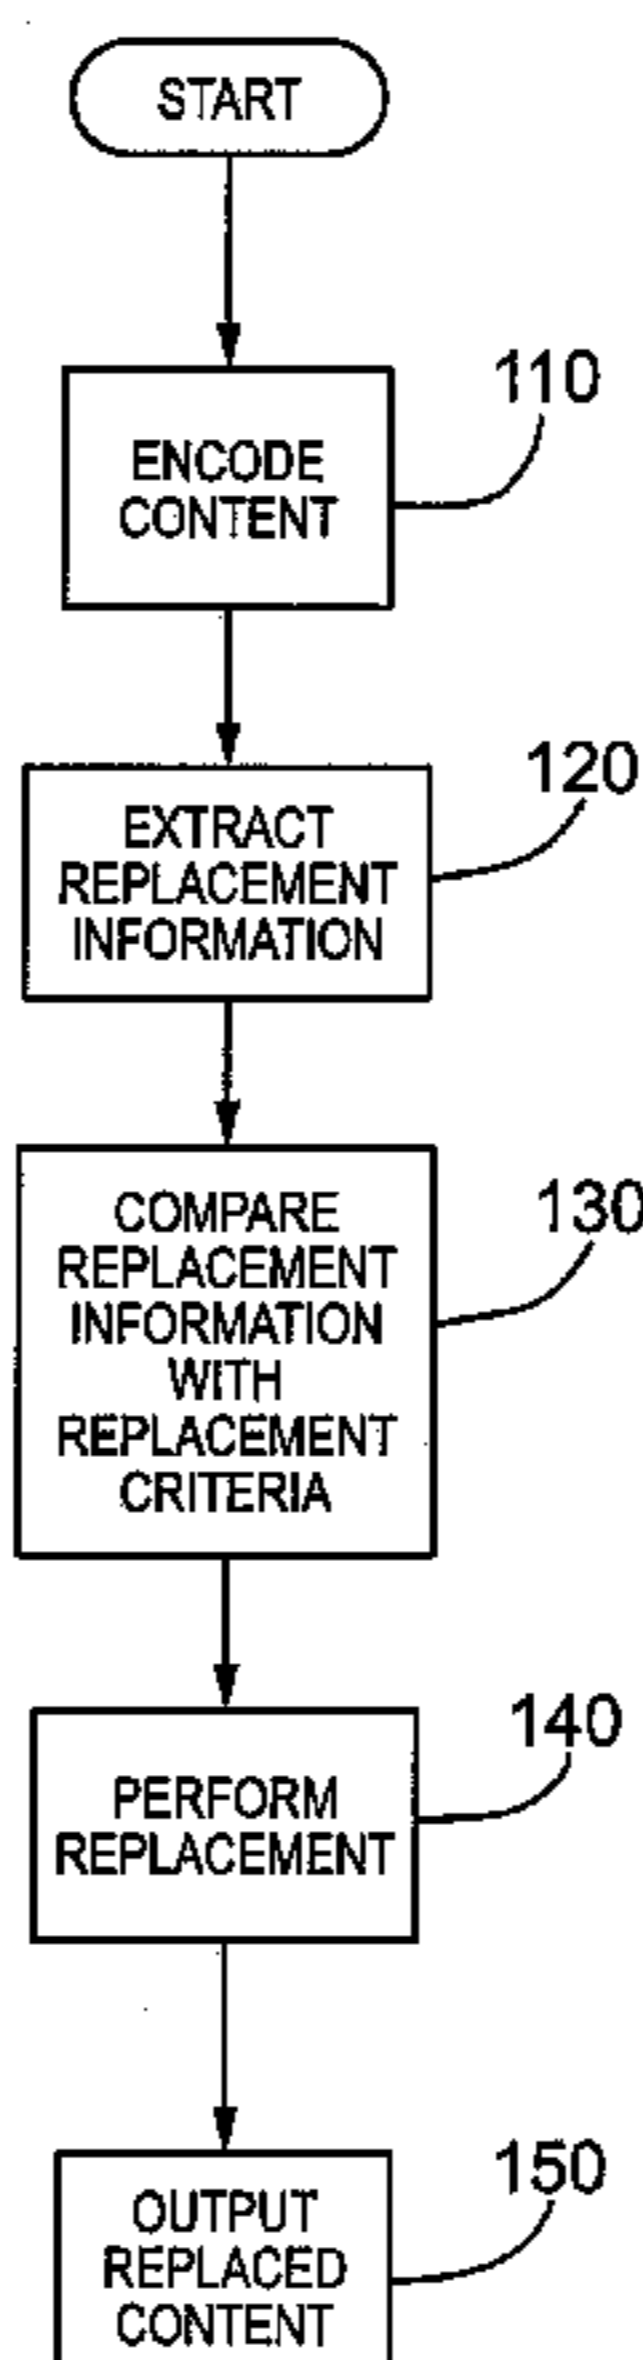 START
110
ENCODE
CONTENT
120
EXTRACT
REPLACEMENT
INFORMATION
130
COMPARE
REPLACEMENT
INFORMATION
WITH
REPLACEMENT
CRITERIA
140
PERFORM
REPLACEMENT
150
OUTPUT
REPLACED
CONTENT